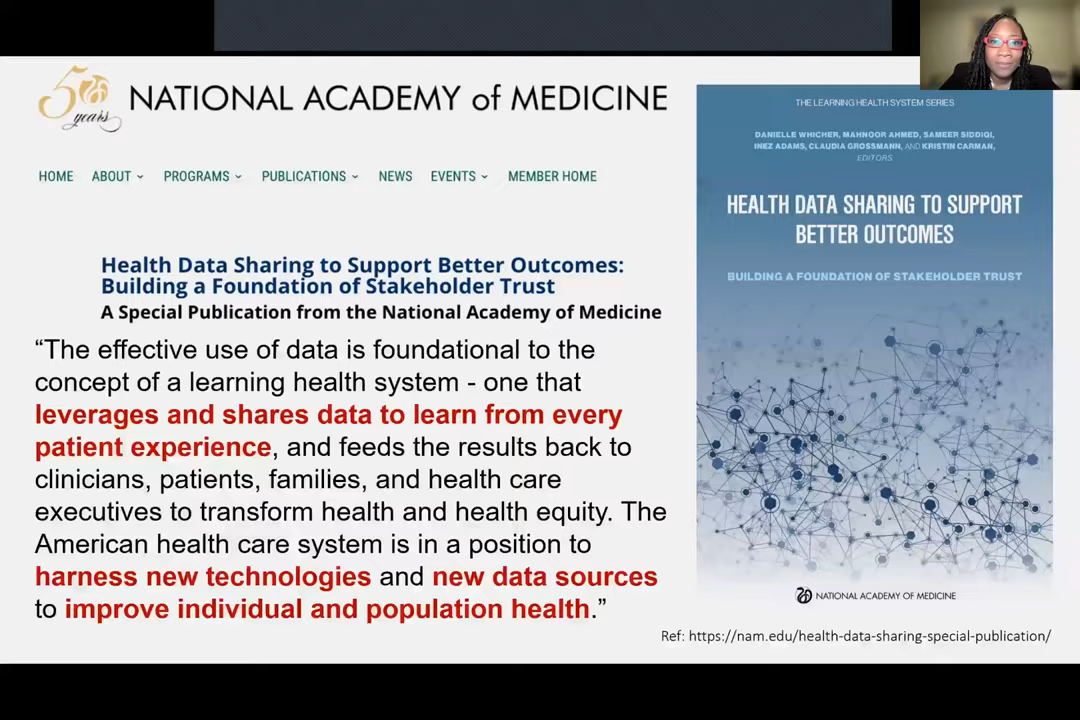 50 years
NATIONAL ACADEMY of MEDICINE
HOME ABOUT PROGRAMS PUBLICATIONS NEWS EVENTS MEMBER HOME
Health Data Sharing to Support Better Outcomes:
Building a Foundation of Stakeholder Trust
A Special Publication from the National Academy of Medicine
“The effective use of data is foundational to the
concept of a learning health system - one that
leverages and shares data to learn from every
patient experience, and feeds the results back to
clinicians, patients, families, and health care
executives to transform health and health equity. The
American health care system is in a position to
harness new technologies and new data sources
to improve individual and population health.”
THE LEARNING HEALTH SYSTEM SERIES
DANIELLE WHICHER, MAHNOOR AHMED, SAMEER SIDDIQI,
INEZ ADAMS, CLAUDIA GROSSMANN, AND KRISTIN CARMAN,
EDITORS
HEALTH DATA SHARING TO SUPPORT
BETTER OUTCOMES
BUILDING A FOUNDATION OF STAKEHOLDER TRUST
NATIONAL ACADEMY OF MEDICINE
Ref: https://nam.edu/health-data-sharing-special-publication/